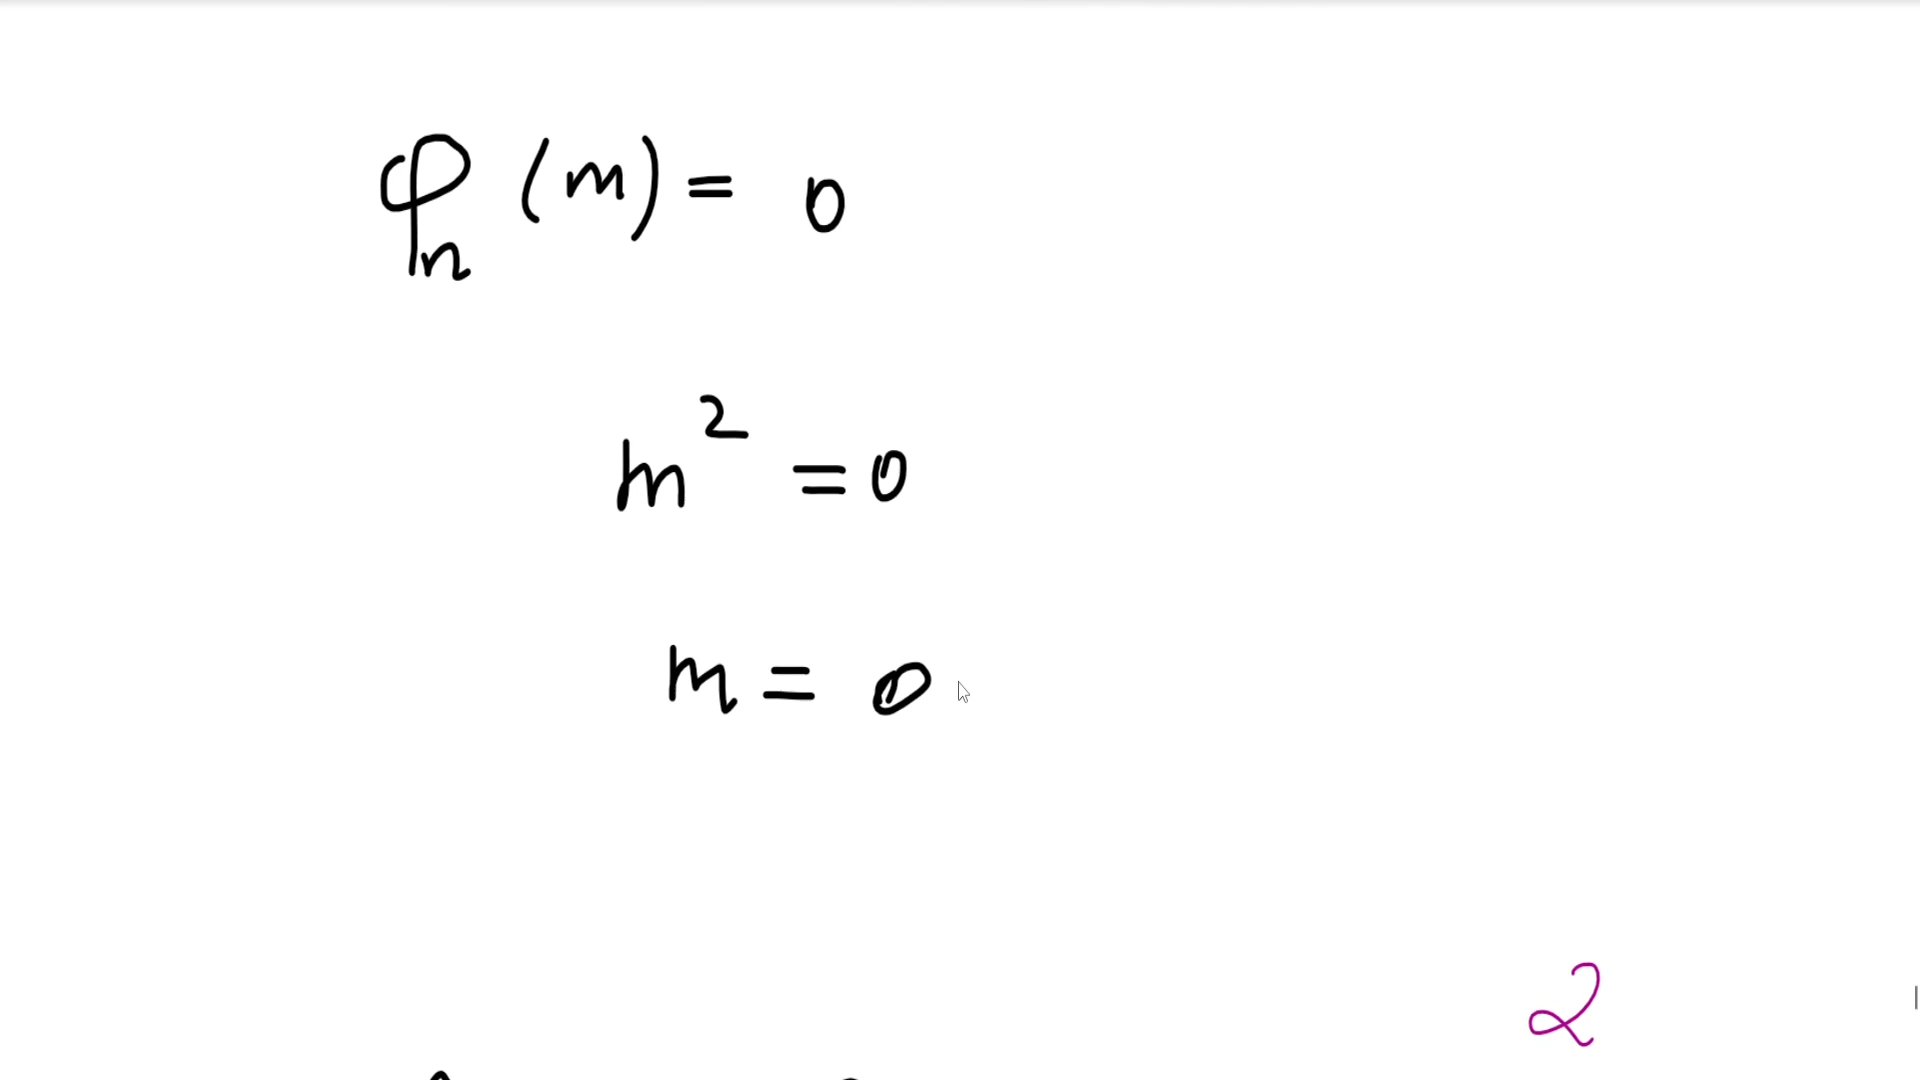 φₙ (m) = 0
m² = 0
m = 0
2